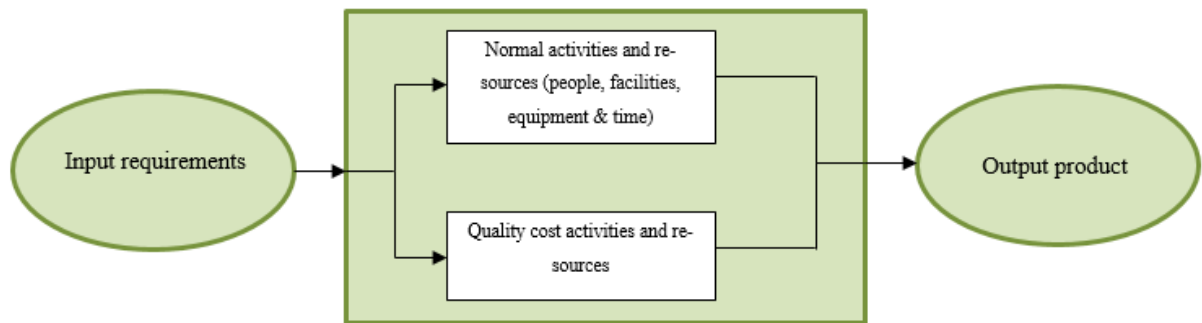 Input requirements
Normal activities and re-
sources (people, facilities,
equipment & time)
Quality cost activities and re-
sources
Output product